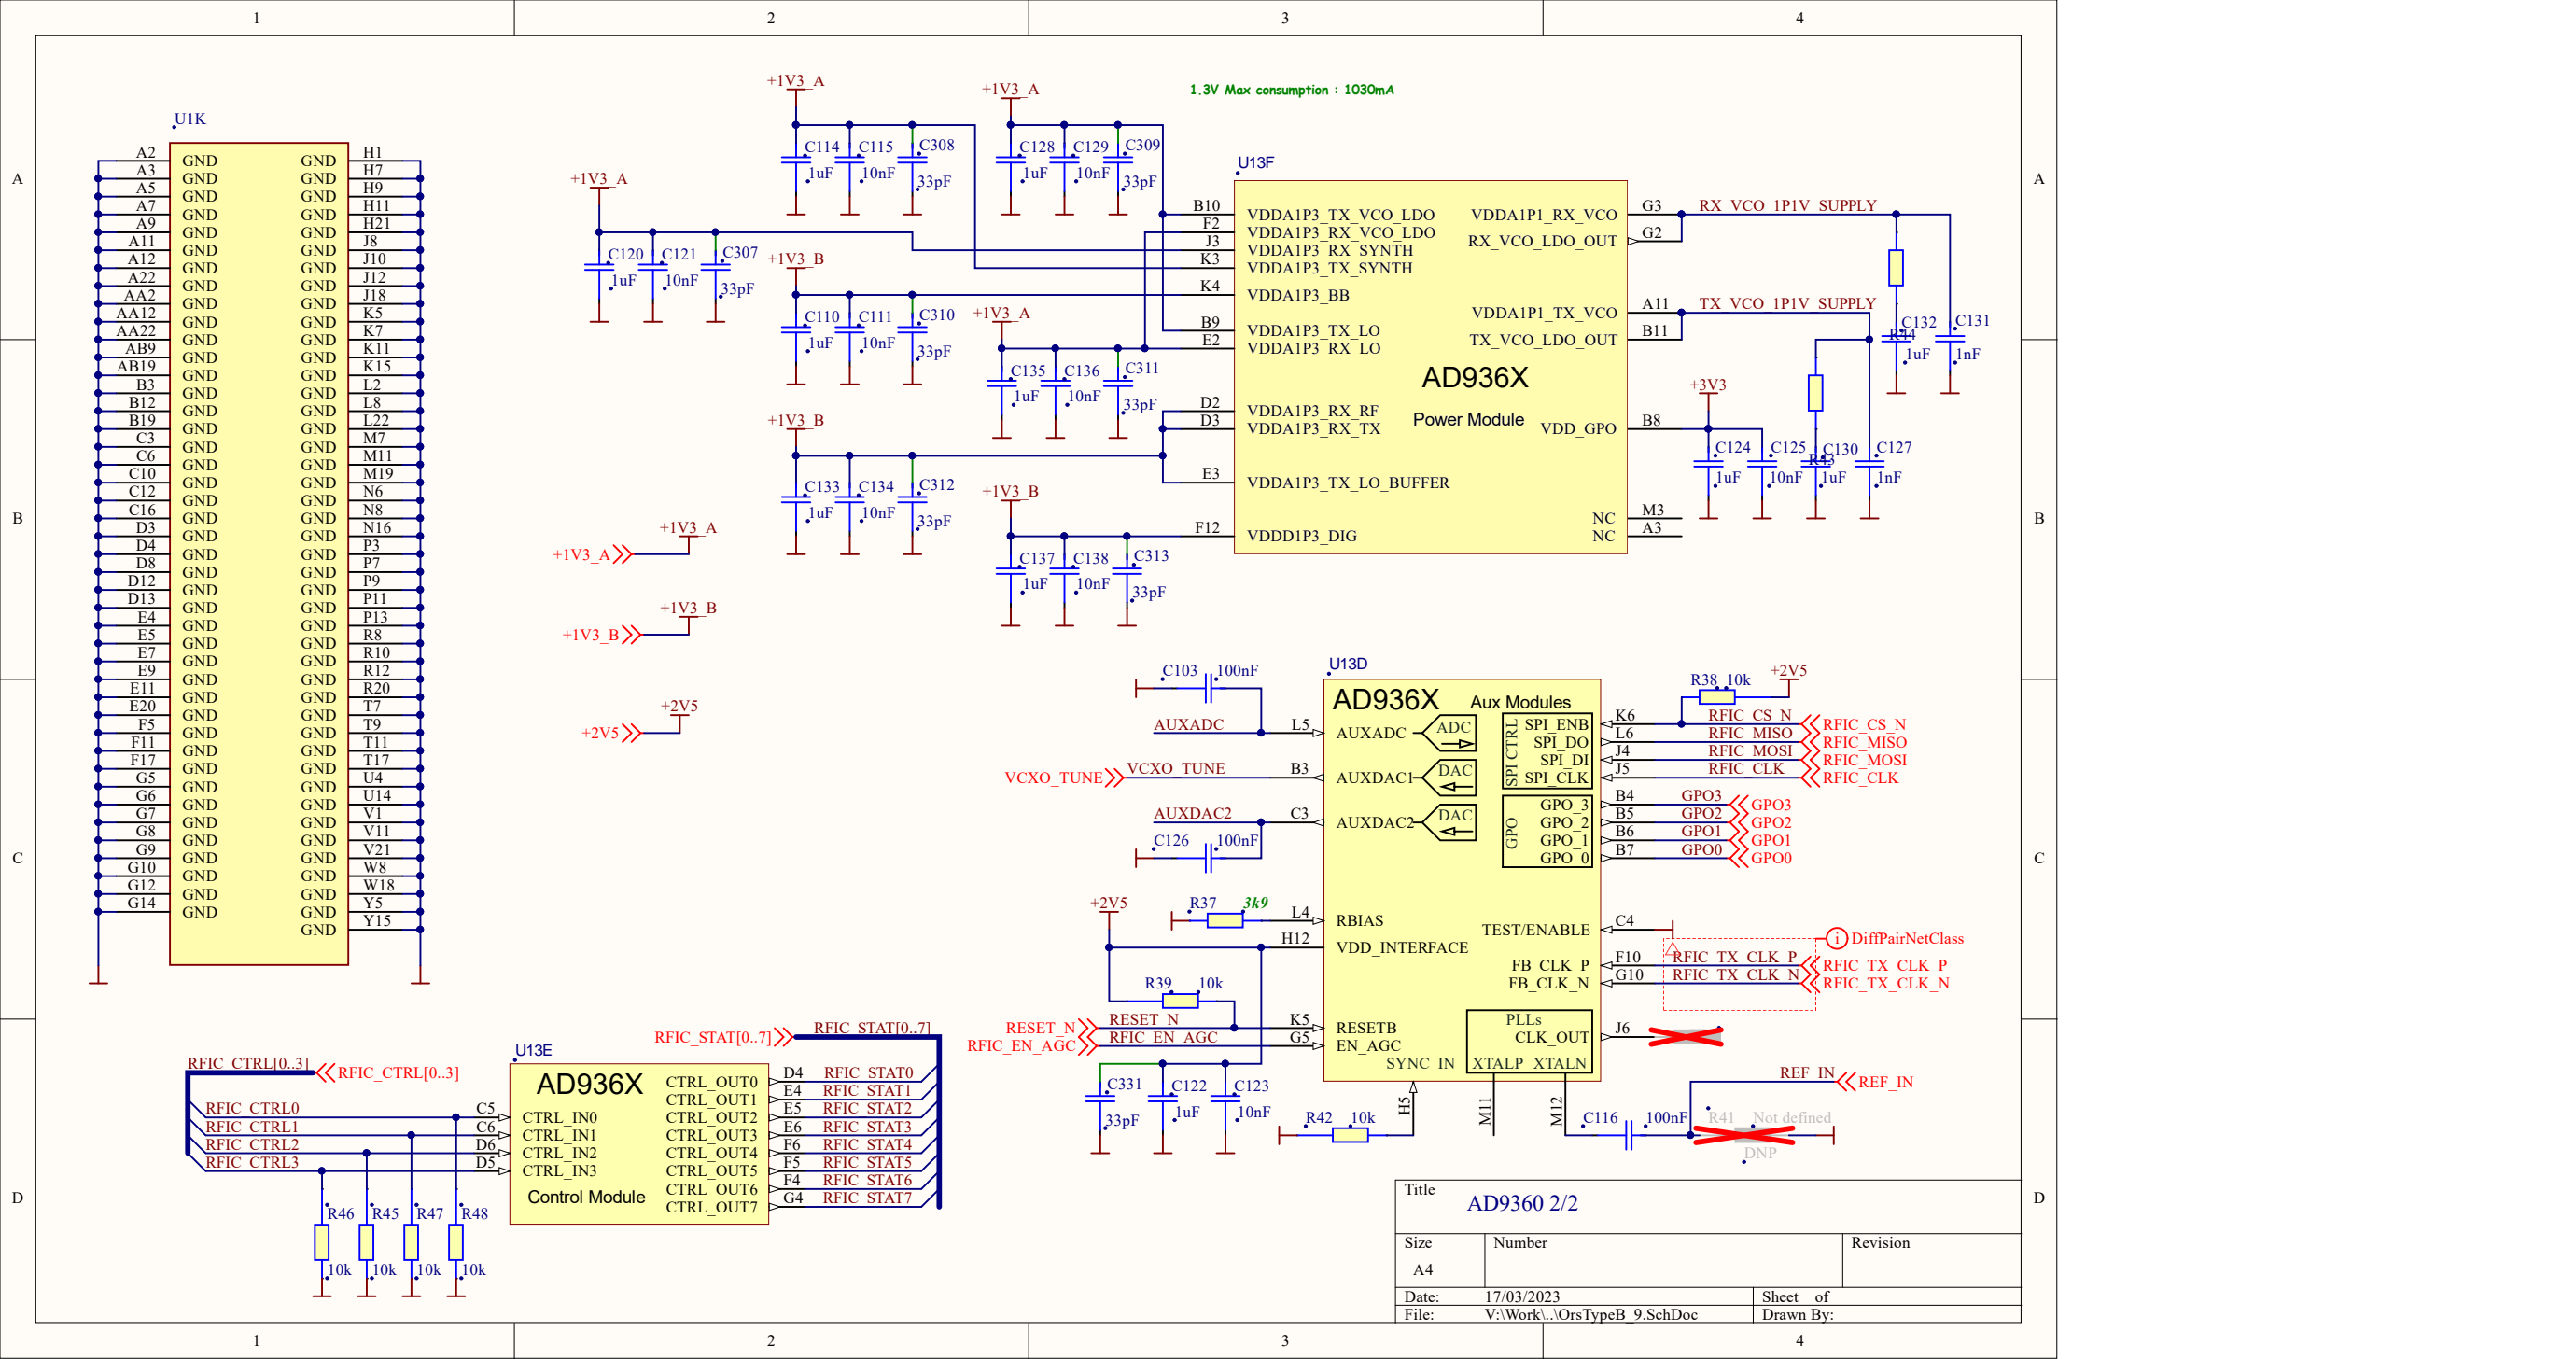 1 2 3 4
A A
B B
C C
D D
1 2 3 4
1.3V Max consumption : 1030mA
U1K
A2 GND GND H1
A3 GND GND H7
A5 GND GND H9
A7 GND GND H11
A9 GND GND H21
A11 GND GND J8
A12 GND GND J10
A22 GND GND J12
AA2 GND GND J18
AA12 GND GND K5
AA22 GND GND K7
AB9 GND GND K11
AB19 GND GND K15
B3 GND GND L2
B12 GND GND L8
B19 GND GND L22
C3 GND GND M7
C6 GND GND M11
C10 GND GND M19
C12 GND GND N6
C16 GND GND N8
D3 GND GND N16
D4 GND GND P3
D8 GND GND P7
D12 GND GND P9
D13 GND GND P11
E4 GND GND P13
E5 GND GND R8
E7 GND GND R10
E9 GND GND R12
E11 GND GND R20
E20 GND GND T7
F5 GND GND T9
F11 GND GND T11
F17 GND GND T17
G5 GND GND U4
G6 GND GND U14
G7 GND GND V1
G8 GND GND V11
G9 GND GND V21
G10 GND GND W8
G12 GND GND W18
G14 GND GND Y5
GND Y15
+1V3_A
C120 C121 C307
1uF 10nF 33pF
+1V3_A
C114 C115 C308
1uF 10nF 33pF
+1V3_A
C128 C129 C309
1uF 10nF 33pF
+1V3_B
C110 C111 C310
1uF 10nF 33pF
+1V3_A
C135 C136 C311
1uF 10nF 33pF
+1V3_B
C133 C134 C312
1uF 10nF 33pF
+1V3_B
C137 C138 C313
1uF 10nF 33pF
+1V3_A +1V3_A
+1V3_B +1V3_B
+2V5 +2V5
U13F
B10 VDDA1P3_TX_VCO_LDO
F2 VDDA1P3_RX_VCO_LDO
J3 VDDA1P3_RX_SYNTH
K3 VDDA1P3_TX_SYNTH
K4 VDDA1P3_BB
B9 VDDA1P3_TX_LO
E2 VDDA1P3_RX_LO
D2 VDDA1P3_RX_RF
D3 VDDA1P3_RX_TX
E3 VDDA1P3_TX_LO_BUFFER
F12 VDDD1P3_DIG
AD936X
Power Module
VDDA1P1_RX_VCO G3 RX_VCO_1P1V_SUPPLY
RX_VCO_LDO_OUT G2
VDDA1P1_TX_VCO A11 TX_VCO_1P1V_SUPPLY
TX_VCO_LDO_OUT B11
VDD_GPO B8
NC M3
NC A3
R44 C132 C131
1uF 1nF
+3V3
C124 C125 R43 C130 C127
1uF 10nF 1uF 1nF
U13D
AD936X Aux Modules
C103 100nF
AUXADC L5 AUXADC ADC
VCXO_TUNE VCXO_TUNE B3 AUXDAC1 DAC
AUXDAC2 C3 AUXDAC2 DAC
C126 100nF
R37 3k9 L4 RBIAS
+2V5 H12 VDD_INTERFACE
R39 10k
RESET_N RESET_N K5 RESETB
RFIC_EN_AGC RFIC_EN_AGC G5 EN_AGC
C331 C122 C123
33pF 1uF 10nF
SYNC_IN H5
R42 10k
PLLs
CLK_OUT J6
XTALP XTALN
M11 M12
C116 100nF R41 Not defined
DNP
REF_IN REF_IN
R38 10k +2V5
SPI CTRL
SPI_ENB K6 RFIC_CS_N RFIC_CS_N
SPI_DO L6 RFIC_MISO RFIC_MISO
SPI_DI J4 RFIC_MOSI RFIC_MOSI
SPI_CLK J5 RFIC_CLK RFIC_CLK
GPO
GPO_3 B4 GPO3 GPO3
GPO_2 B5 GPO2 GPO2
GPO_1 B6 GPO1 GPO1
GPO_0 B7 GPO0 GPO0
TEST/ENABLE C4
i DiffPairNetClass
FB_CLK_P F10 RFIC_TX_CLK_P RFIC_TX_CLK_P
FB_CLK_N G10 RFIC_TX_CLK_N RFIC_TX_CLK_N
RFIC_STAT[0..7] RFIC_STAT[0..7]
RFIC_CTRL[0..3] RFIC_CTRL[0..3]
U13E
AD936X
Control Module
RFIC_CTRL0 C5 CTRL_IN0
RFIC_CTRL1 C6 CTRL_IN1
RFIC_CTRL2 D6 CTRL_IN2
RFIC_CTRL3 D5 CTRL_IN3
CTRL_OUT0 D4 RFIC_STAT0
CTRL_OUT1 E4 RFIC_STAT1
CTRL_OUT2 E5 RFIC_STAT2
CTRL_OUT3 E6 RFIC_STAT3
CTRL_OUT4 F6 RFIC_STAT4
CTRL_OUT5 F5 RFIC_STAT5
CTRL_OUT6 F4 RFIC_STAT6
CTRL_OUT7 G4 RFIC_STAT7
R46 R45 R47 R48
10k 10k 10k 10k
Title AD9360 2/2
Size Number Revision
A4
Date: 17/03/2023 Sheet of
File: V:\Work\..\OrsTypeB_9.SchDoc Drawn By: